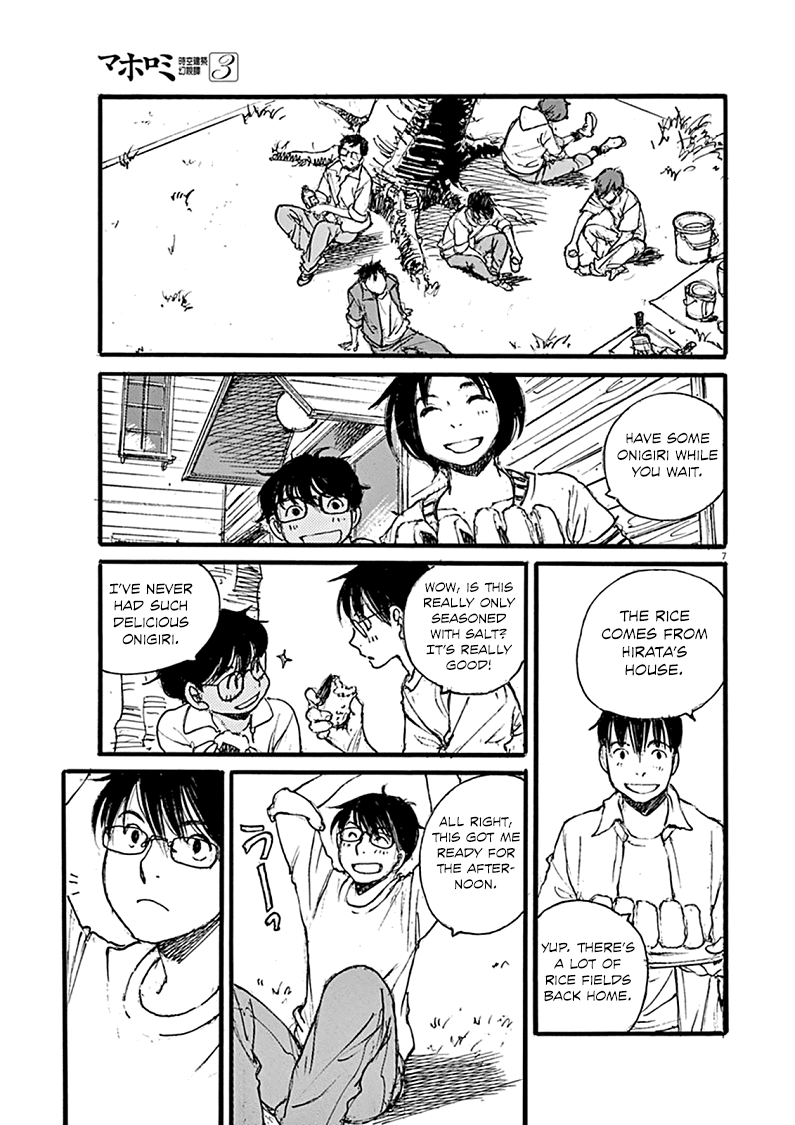 マホロミ 時空建築
幻視譚 3
HAVE SOME
ONIGIRI WHILE
YOU WAIT.
7
THE RICE
COMES FROM
HIRATA'S
HOUSE.
YUP. THERE'S
A LOT OF
RICE FIELDS
BACK HOME.
WOW, IS THIS
REALLY ONLY
SEASONED
WITH SALT?
IT'S REALLY
GOOD!
I'VE NEVER
HAD SUCH
DELICIOUS
ONIGIRI.
ALL RIGHT,
THIS GOT ME
READY FOR
THE AFTER-
NOON.
うーっ